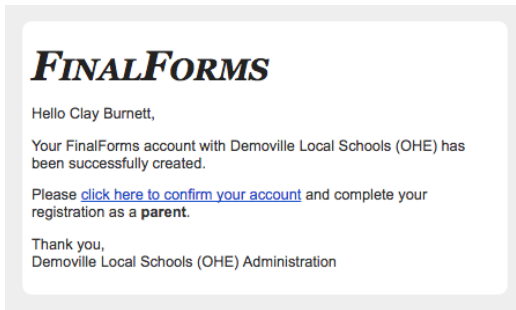 FINALFORMS
Hello Clay Burnett,
Your FinalForms account with Demoville Local Schools (OHE) has
been successfully created.
Please click here to confirm your account and complete your
registration as a parent.
Thank you,
Demoville Local Schools (OHE) Administration